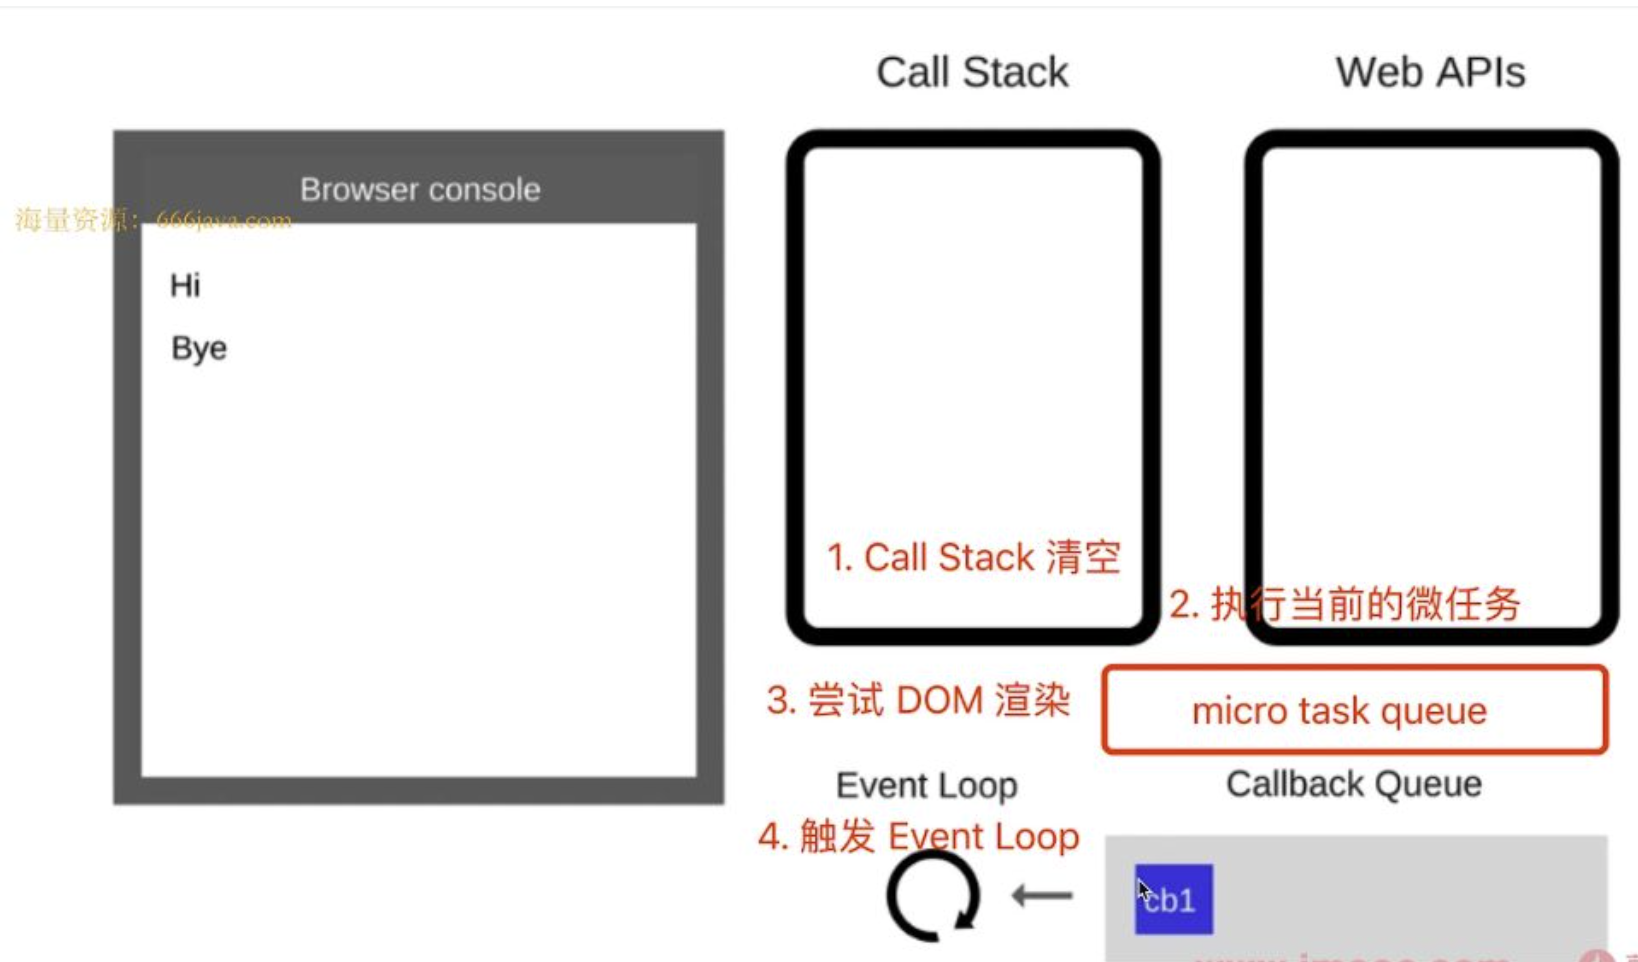 Call Stack
Web APIs
Browser console
海量资源：666java.com
Hi
Bye
1. Call Stack 清空
2. 执行当前的微任务
3. 尝试 DOM 渲染
micro task queue
Event Loop
Callback Queue
4. 触发 Event Loop
cb1